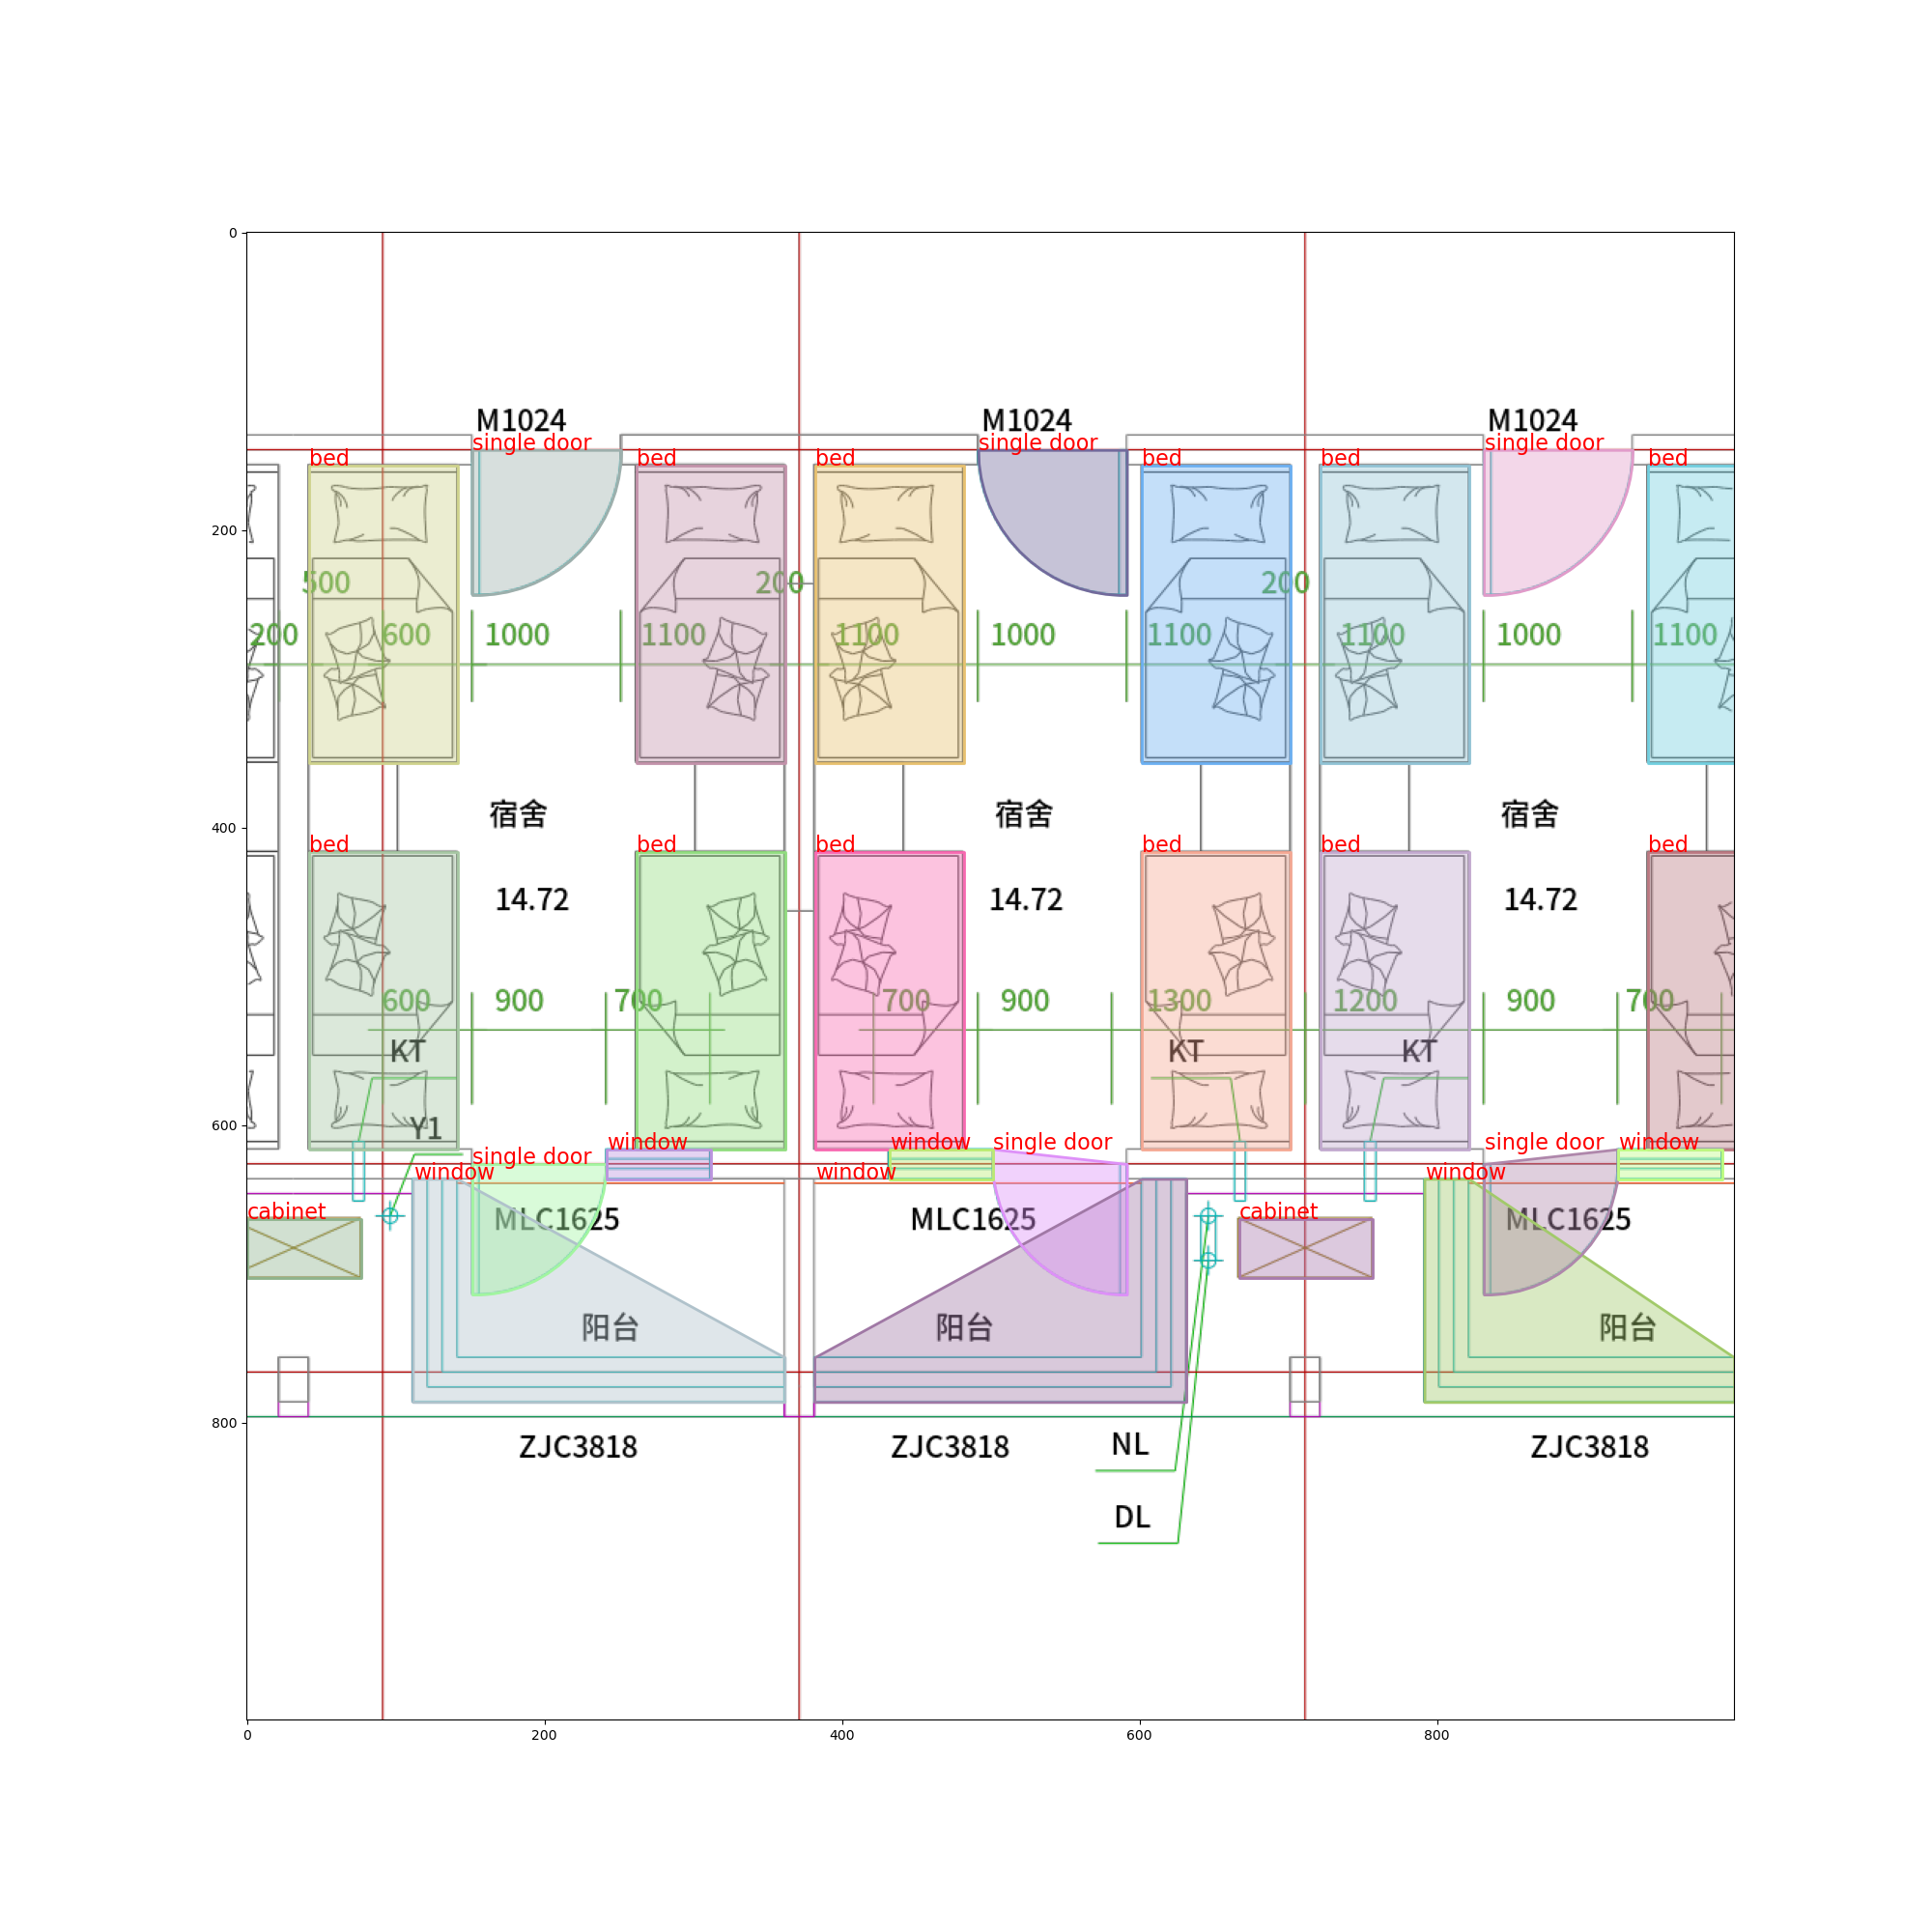 0
M1024 M1024 M1024
single door single door single door
bed bed bed bed bed bed
200
500 200 200
200 600 1000 1100 1100 1000 1100 1100 1000 1100
宿舍 宿舍 宿舍
400
bed bed bed bed bed bed
14.72 14.72 14.72
600 900 700 700 900 1300 1200 900 700
KT KT KT
600 Y1
window window single door single door window
single door
window window window
cabinet cabinet
MLC1625 MLC1625 MLC1625
阳台 阳台 阳台
800
ZJC3818 ZJC3818 NL ZJC3818
DL
0 200 400 600 800